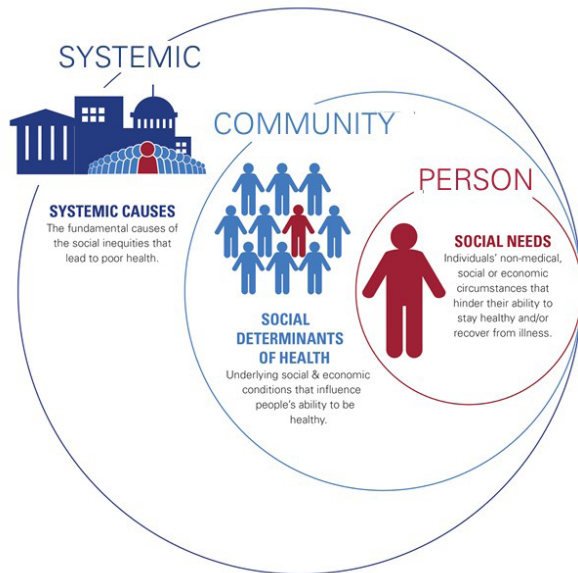 SYSTEMIC
SYSTEMIC CAUSES
The fundamental causes of
the social inequities that
lead to poor health.
COMMUNITY
SOCIAL
DETERMINANTS
OF HEALTH
Underlying social & economic
conditions that influence
people's ability to be
healthy.
PERSON
SOCIAL NEEDS
Individuals' non-medical,
social or economic
circumstances that
hinder their ability to
stay healthy and/or
recover from illness.